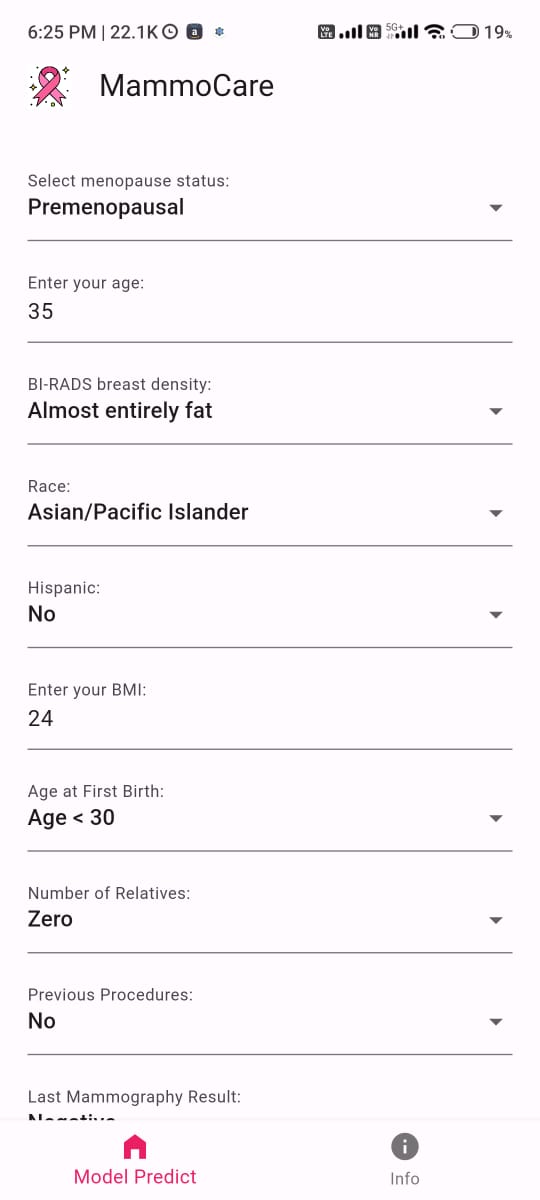 6:25 PM | 22.1K a 19%
MammoCare
Select menopause status:
Premenopausal
Enter your age:
35
BI-RADS breast density:
Almost entirely fat
Race:
Asian/Pacific Islander
Hispanic:
No
Enter your BMI:
24
Age at First Birth:
Age < 30
Number of Relatives:
Zero
Previous Procedures:
No
Last Mammography Result:
Negative
Model Predict
Info